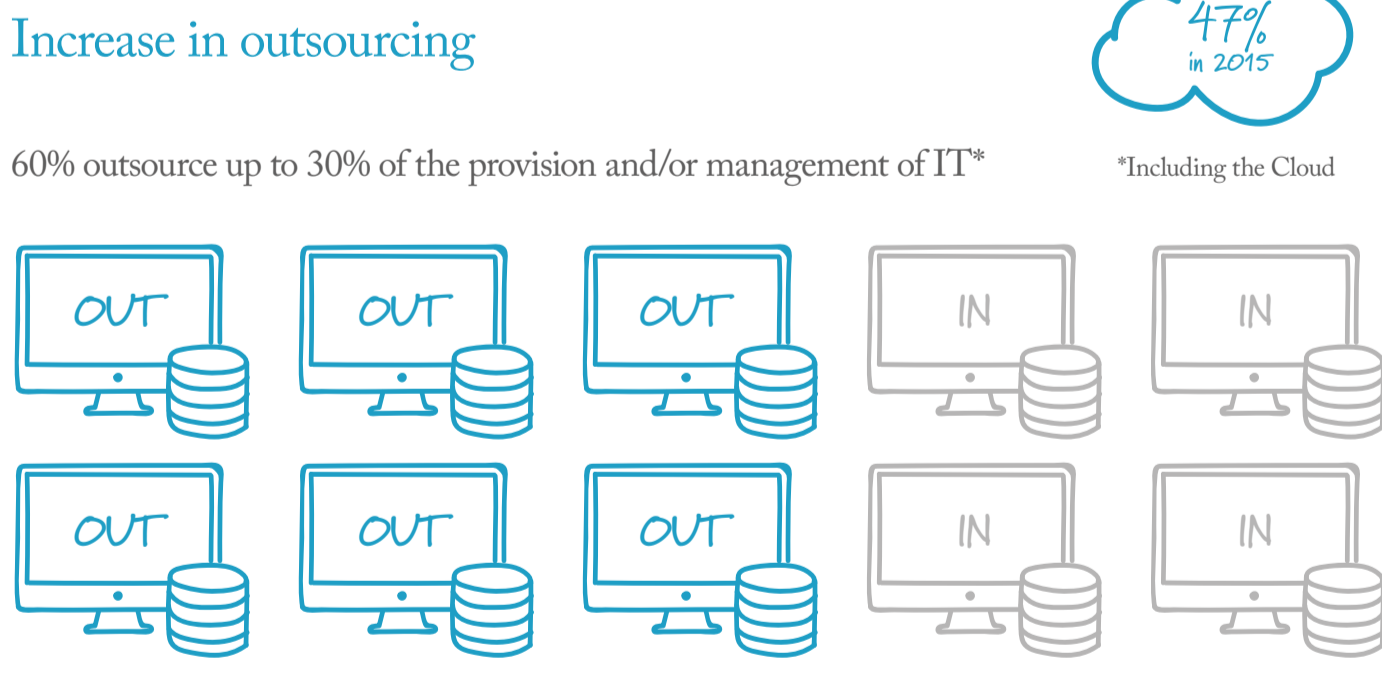 Increase in outsourcing
47%
in 2015
60% outsource up to 30% of the provision and/or management of IT*
*Including the Cloud
OUT OUT OUT IN IN
OUT OUT OUT IN IN